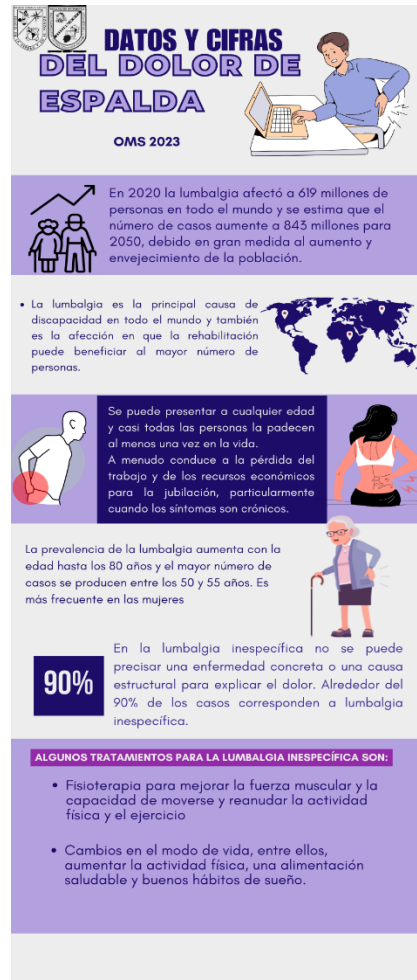 DATOS Y CIFRAS
DEL DOLOR DE
ESPALDA
OMS 2023
En 2020 la lumbalgia afectó a 619 millones de
personas en todo el mundo y se estima que el
número de casos aumente a 843 millones para
2050, debido en gran medida al aumento y
envejecimiento de la población.
• La lumbalgia es la principal causa de
discapacidad en todo el mundo y también
es la afección en que la rehabilitación
puede beneficiar al mayor número de
personas.
Se puede presentar a cualquier edad
y casi todas las personas la padecen
al menos una vez en la vida.
A menudo conduce a la pérdida del
trabajo y de los recursos económicos
para la jubilación, particularmente
cuando los síntomas son crónicos.
La prevalencia de la lumbalgia aumenta con la
edad hasta los 80 años y el mayor número de
casos se producen entre los 50 y 55 años. Es
más frecuente en las mujeres
90%
En la lumbalgia inespecífica no se puede
precisar una enfermedad concreta o una causa
estructural para explicar el dolor. Alrededor del
90% de los casos corresponden a lumbalgia
inespecífica.
ALGUNOS TRATAMIENTOS PARA LA LUMBALGIA INESPECÍFICA SON:
• Fisioterapia para mejorar la fuerza muscular y la
capacidad de moverse y reanudar la actividad
física y el ejercicio
• Cambios en el modo de vida, entre ellos,
aumentar la actividad física, una alimentación
saludable y buenos hábitos de sueño.